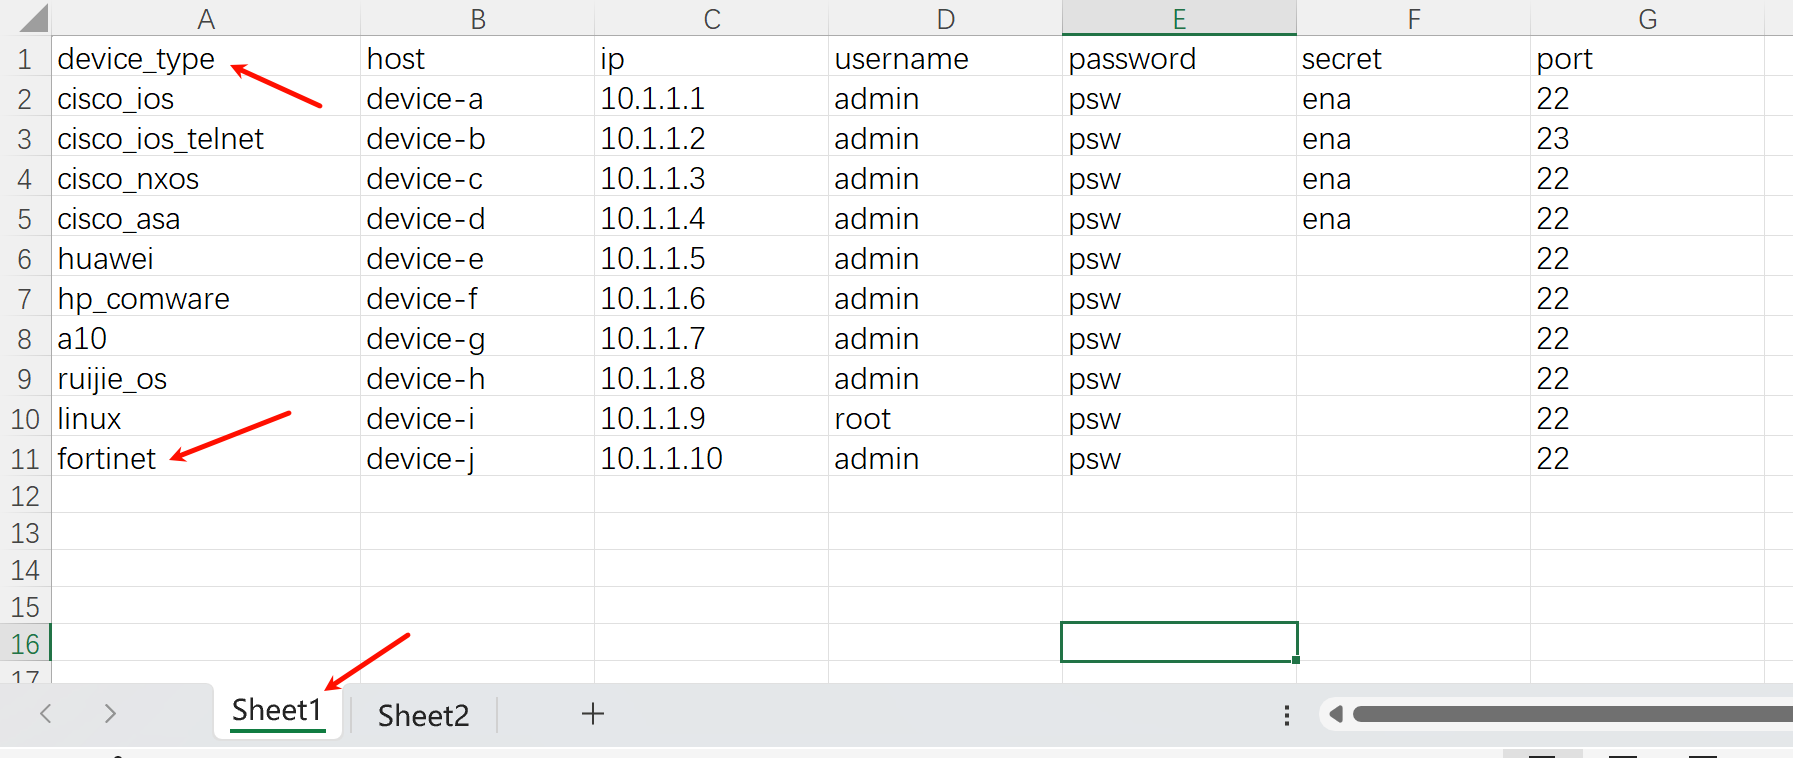 A B C D E F G
1 device_type host ip username password secret port
2 cisco_ios device-a 10.1.1.1 admin psw ena 22
3 cisco_ios_telnet device-b 10.1.1.2 admin psw ena 23
4 cisco_nxos device-c 10.1.1.3 admin psw ena 22
5 cisco_asa device-d 10.1.1.4 admin psw ena 22
6 huawei device-e 10.1.1.5 admin psw 22
7 hp_comware device-f 10.1.1.6 admin psw 22
8 a10 device-g 10.1.1.7 admin psw 22
9 ruijie_os device-h 10.1.1.8 admin psw 22
10 linux device-i 10.1.1.9 root psw 22
11 fortinet device-j 10.1.1.10 admin psw 22
12
13
14
15
16
17
Sheet1 Sheet2 +